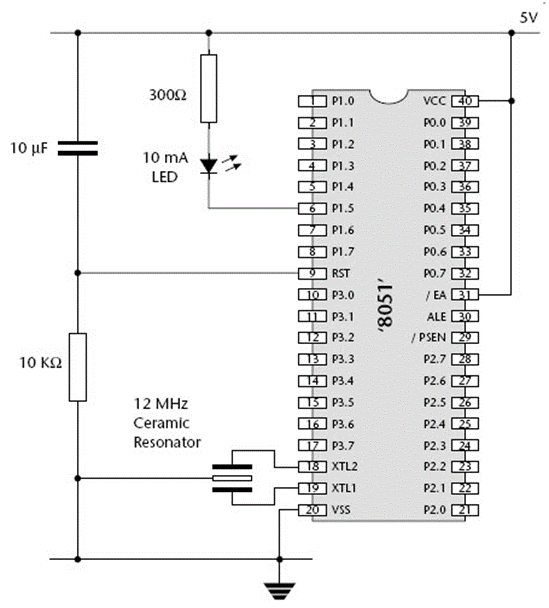 5V
300Ω
10 µF
10 mA
LED
10 KΩ
12 MHz
Ceramic
Resonator
'8051'
1 P1.0 VCC 40
2 P1.1 P0.0 39
3 P1.2 P0.1 38
4 P1.3 P0.2 37
5 P1.4 P0.3 36
6 P1.5 P0.4 35
7 P1.6 P0.5 34
8 P1.7 P0.6 33
9 RST P0.7 32
10 P3.0 / EA 31
11 P3.1 ALE 30
12 P3.2 / PSEN 29
13 P3.3 P2.7 28
14 P3.4 P2.6 27
15 P3.5 P2.5 26
16 P3.6 P2.4 25
17 P3.7 P2.3 24
18 XTL2 P2.2 23
19 XTL1 P2.1 22
20 VSS P2.0 21